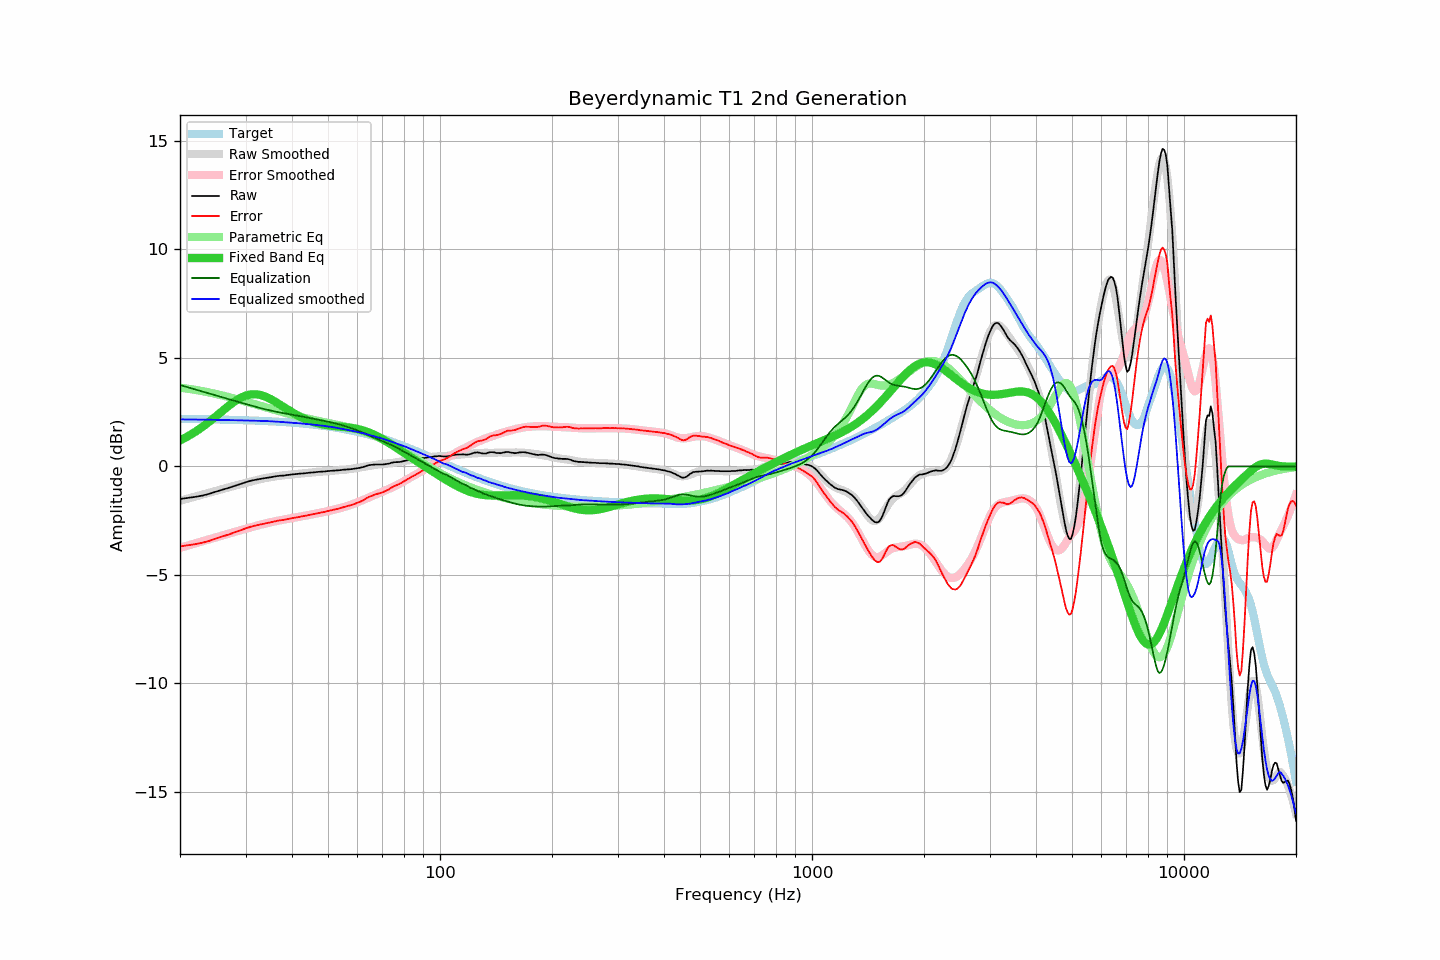 Beyerdynamic T1 2nd Generation
Target
Raw Smoothed
Error Smoothed
Raw
Error
Parametric Eq
Fixed Band Eq
Equalization
Equalized smoothed
15
10
5
0
−5
−10
−15
Amplitude (dBr)
100
1000
10000
Frequency (Hz)